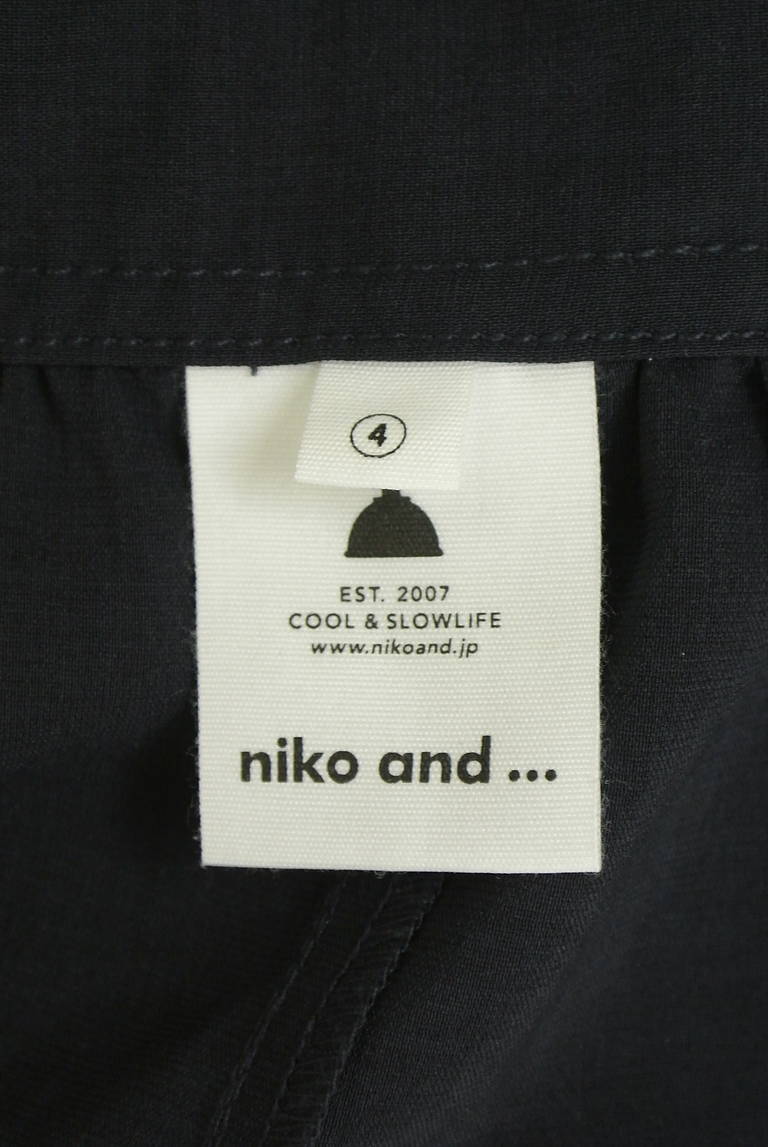 4
EST. 2007
COOL & SLOWLIFE
www.nikoand.jp
niko and ...